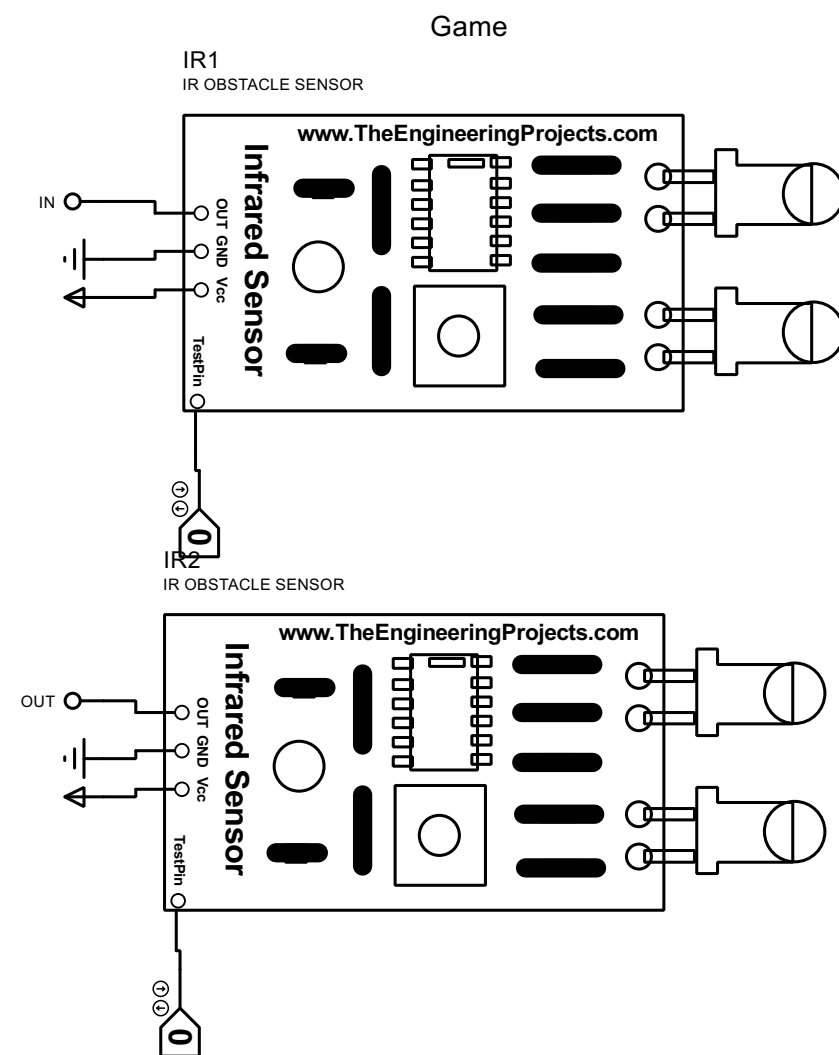 Game
IR1
IR OBSTACLE SENSOR
www.TheEngineeringProjects.com
Infrared Sensor
IN
OUT
GND
Vcc
TestPin
0
IR2
IR OBSTACLE SENSOR
www.TheEngineeringProjects.com
Infrared Sensor
OUT
OUT
GND
Vcc
TestPin
0